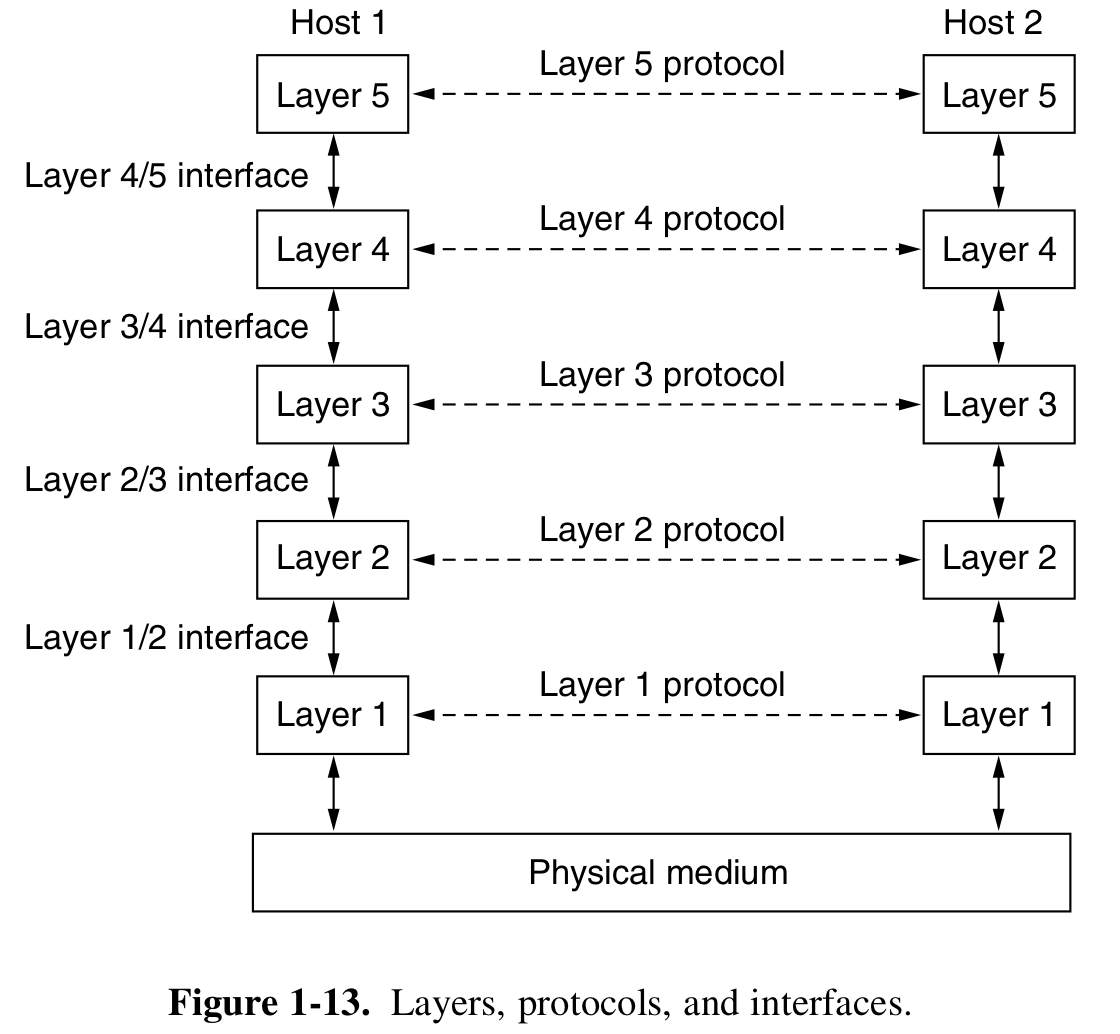 Host 1
Host 2
Layer 5 protocol
Layer 5
Layer 5
Layer 4/5 interface
Layer 4 protocol
Layer 4
Layer 4
Layer 3/4 interface
Layer 3 protocol
Layer 3
Layer 3
Layer 2/3 interface
Layer 2 protocol
Layer 2
Layer 2
Layer 1/2 interface
Layer 1 protocol
Layer 1
Layer 1
Physical medium
Figure 1-13. Layers, protocols, and interfaces.